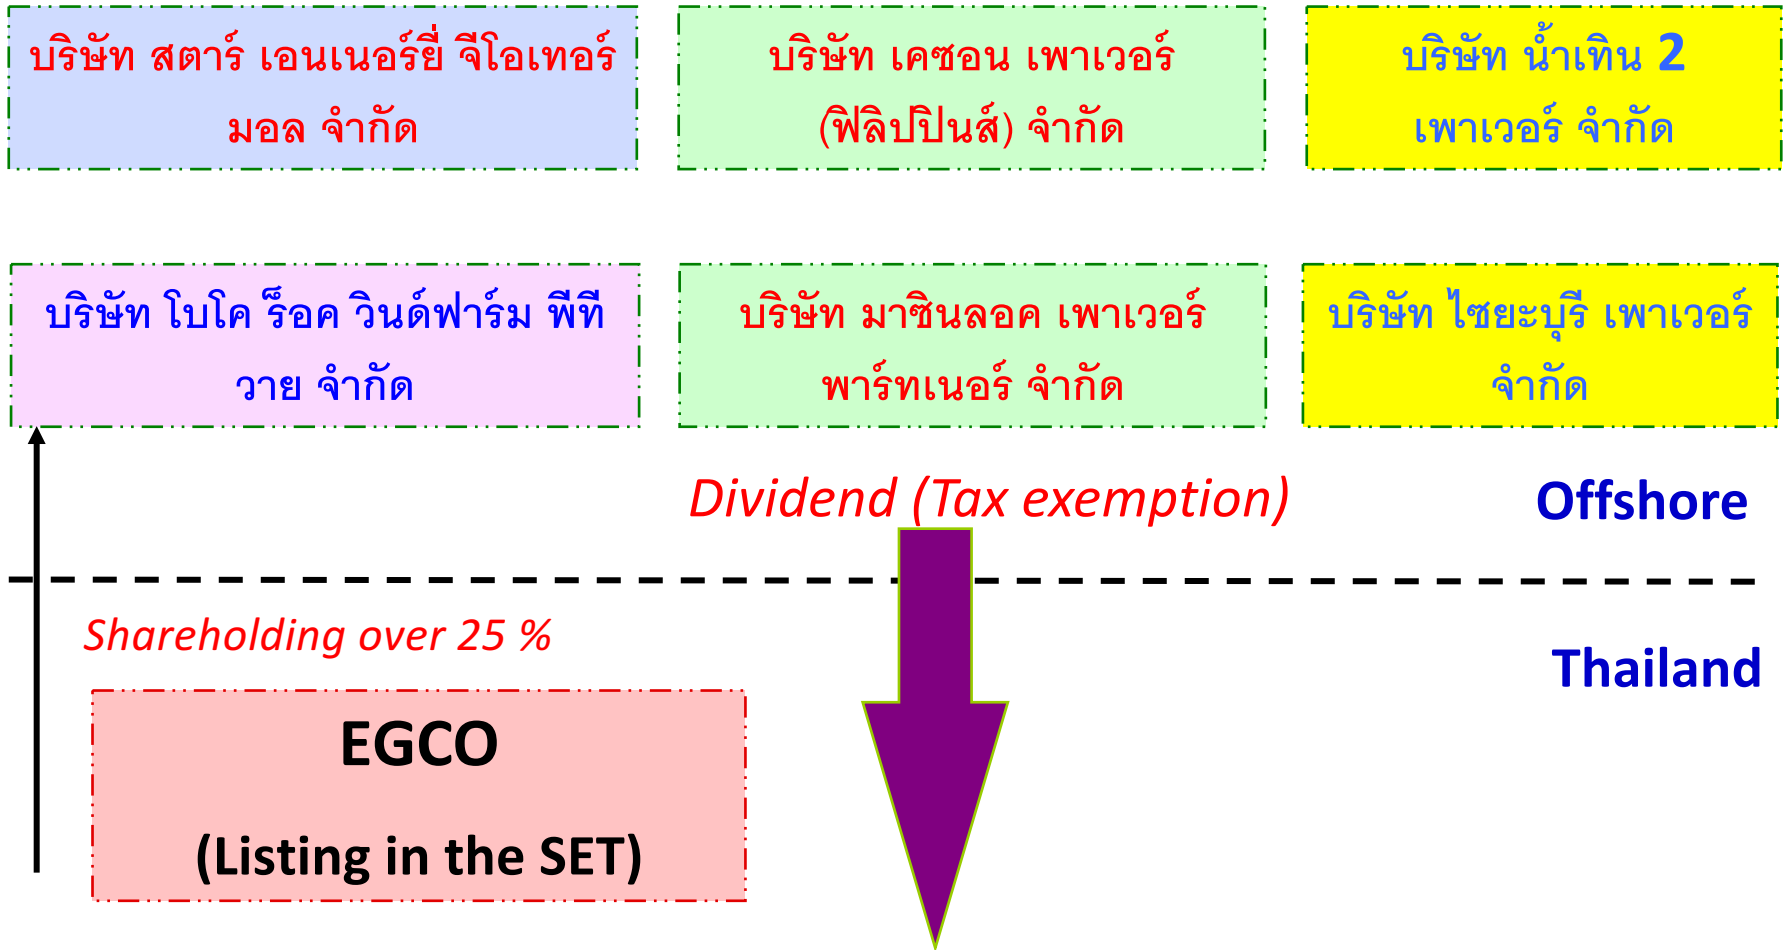 บริษัท สตาร์ เอนเนอร์ยี่ จีโอเทอร์
มอล จำกัด
บริษัท เคซอน เพาเวอร์
(ฟิลิปปินส์) จำกัด
บริษัท น้ำเทิน 2
เพาเวอร์ จำกัด
บริษัท โบโค ร็อค วินด์ฟาร์ม พีที
วาย จำกัด
บริษัท มาซินลอค เพาเวอร์
พาร์ทเนอร์ จำกัด
บริษัท ไซยะบุรี เพาเวอร์
จำกัด
Dividend (Tax exemption)
Offshore
Shareholding over 25 %
Thailand
EGCO
(Listing in the SET)